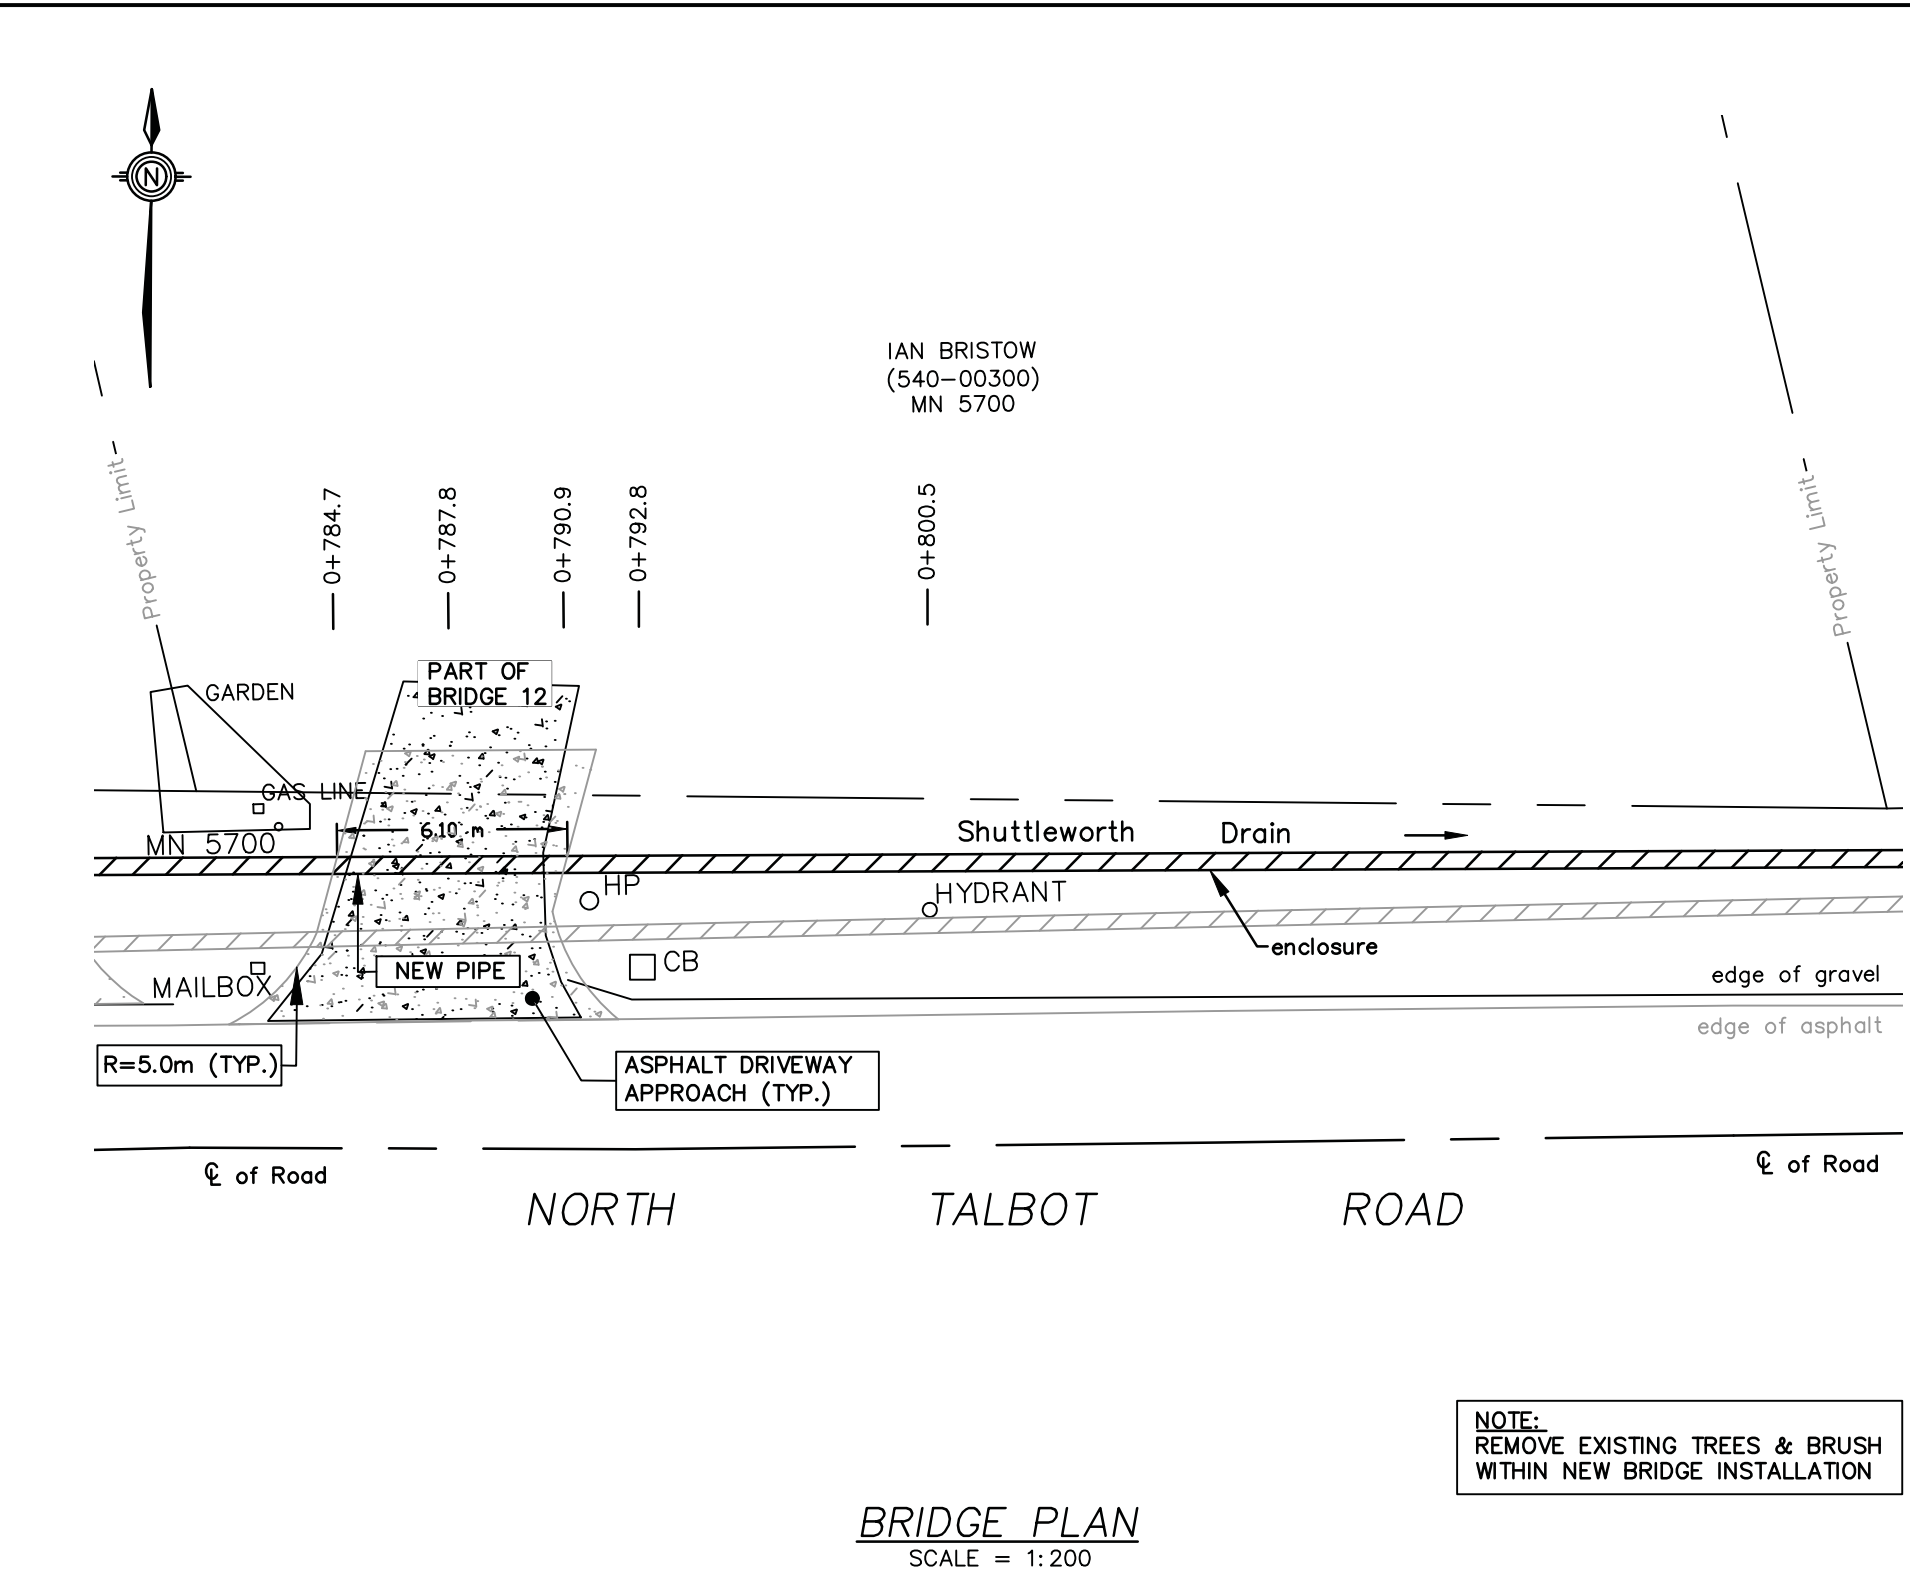 N
IAN BRISTOW
(540-00300)
MN 5700
Property Limit
Property Limit
0+784.7
0+787.8
0+790.9
0+792.8
0+800.5
PART OF
BRIDGE 12
GARDEN
GAS LINE
6.10 m
MN 5700
Shuttleworth Drain
HP
HYDRANT
enclosure
NEW PIPE
CB
MAILBOX
edge of gravel
edge of asphalt
R=5.0m (TYP.)
ASPHALT DRIVEWAY
APPROACH (TYP.)
℄ of Road
℄ of Road
NORTH TALBOT ROAD
NOTE:
REMOVE EXISTING TREES & BRUSH
WITHIN NEW BRIDGE INSTALLATION
BRIDGE PLAN
SCALE = 1:200